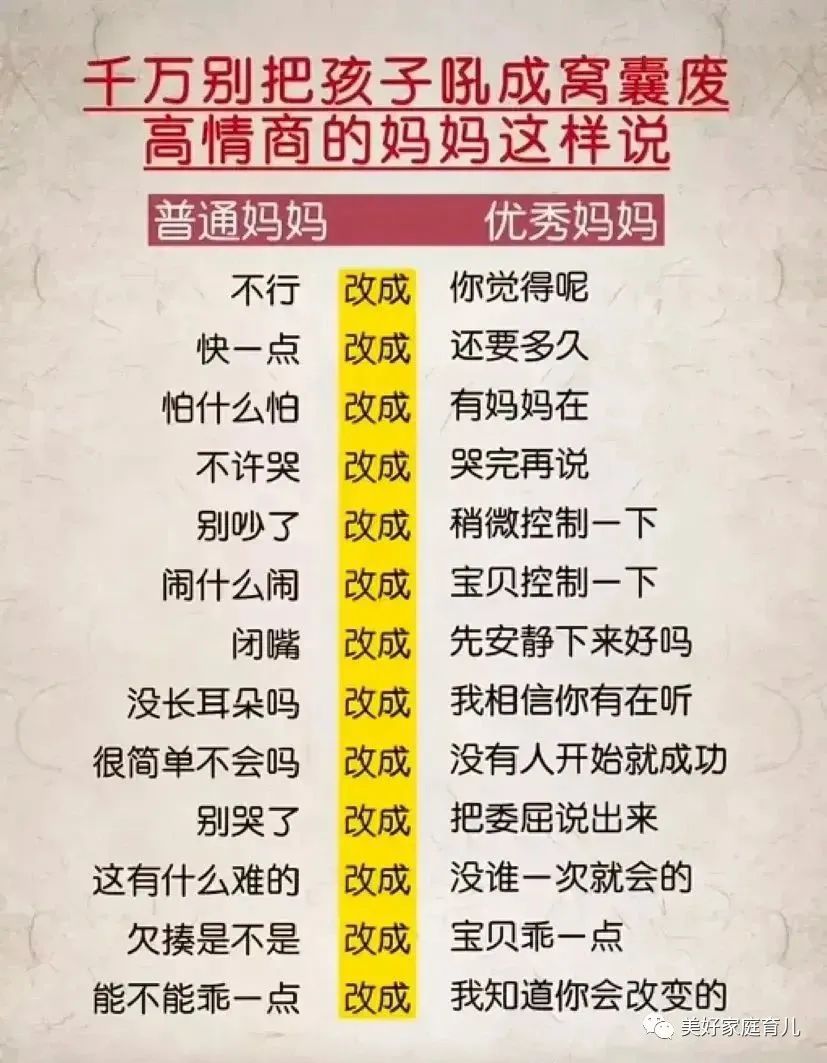 千万别把孩子吼成窝囊废
高情商的妈妈这样说
普通妈妈 优秀妈妈
不行 改成 你觉得呢
快一点 改成 还要多久
怕什么怕 改成 有妈妈在
不许哭 改成 哭完再说
别吵了 改成 稍微控制一下
闹什么闹 改成 宝贝控制一下
闭嘴 改成 先安静下来好吗
没长耳朵吗 改成 我相信你有在听
很简单不会吗 改成 没有人开始就成功
别哭了 改成 把委屈说出来
这有什么难的 改成 没谁一次就会的
欠揍是不是 改成 宝贝乖一点
能不能乖一点 改成 我知道你会改变的
美好家庭育儿